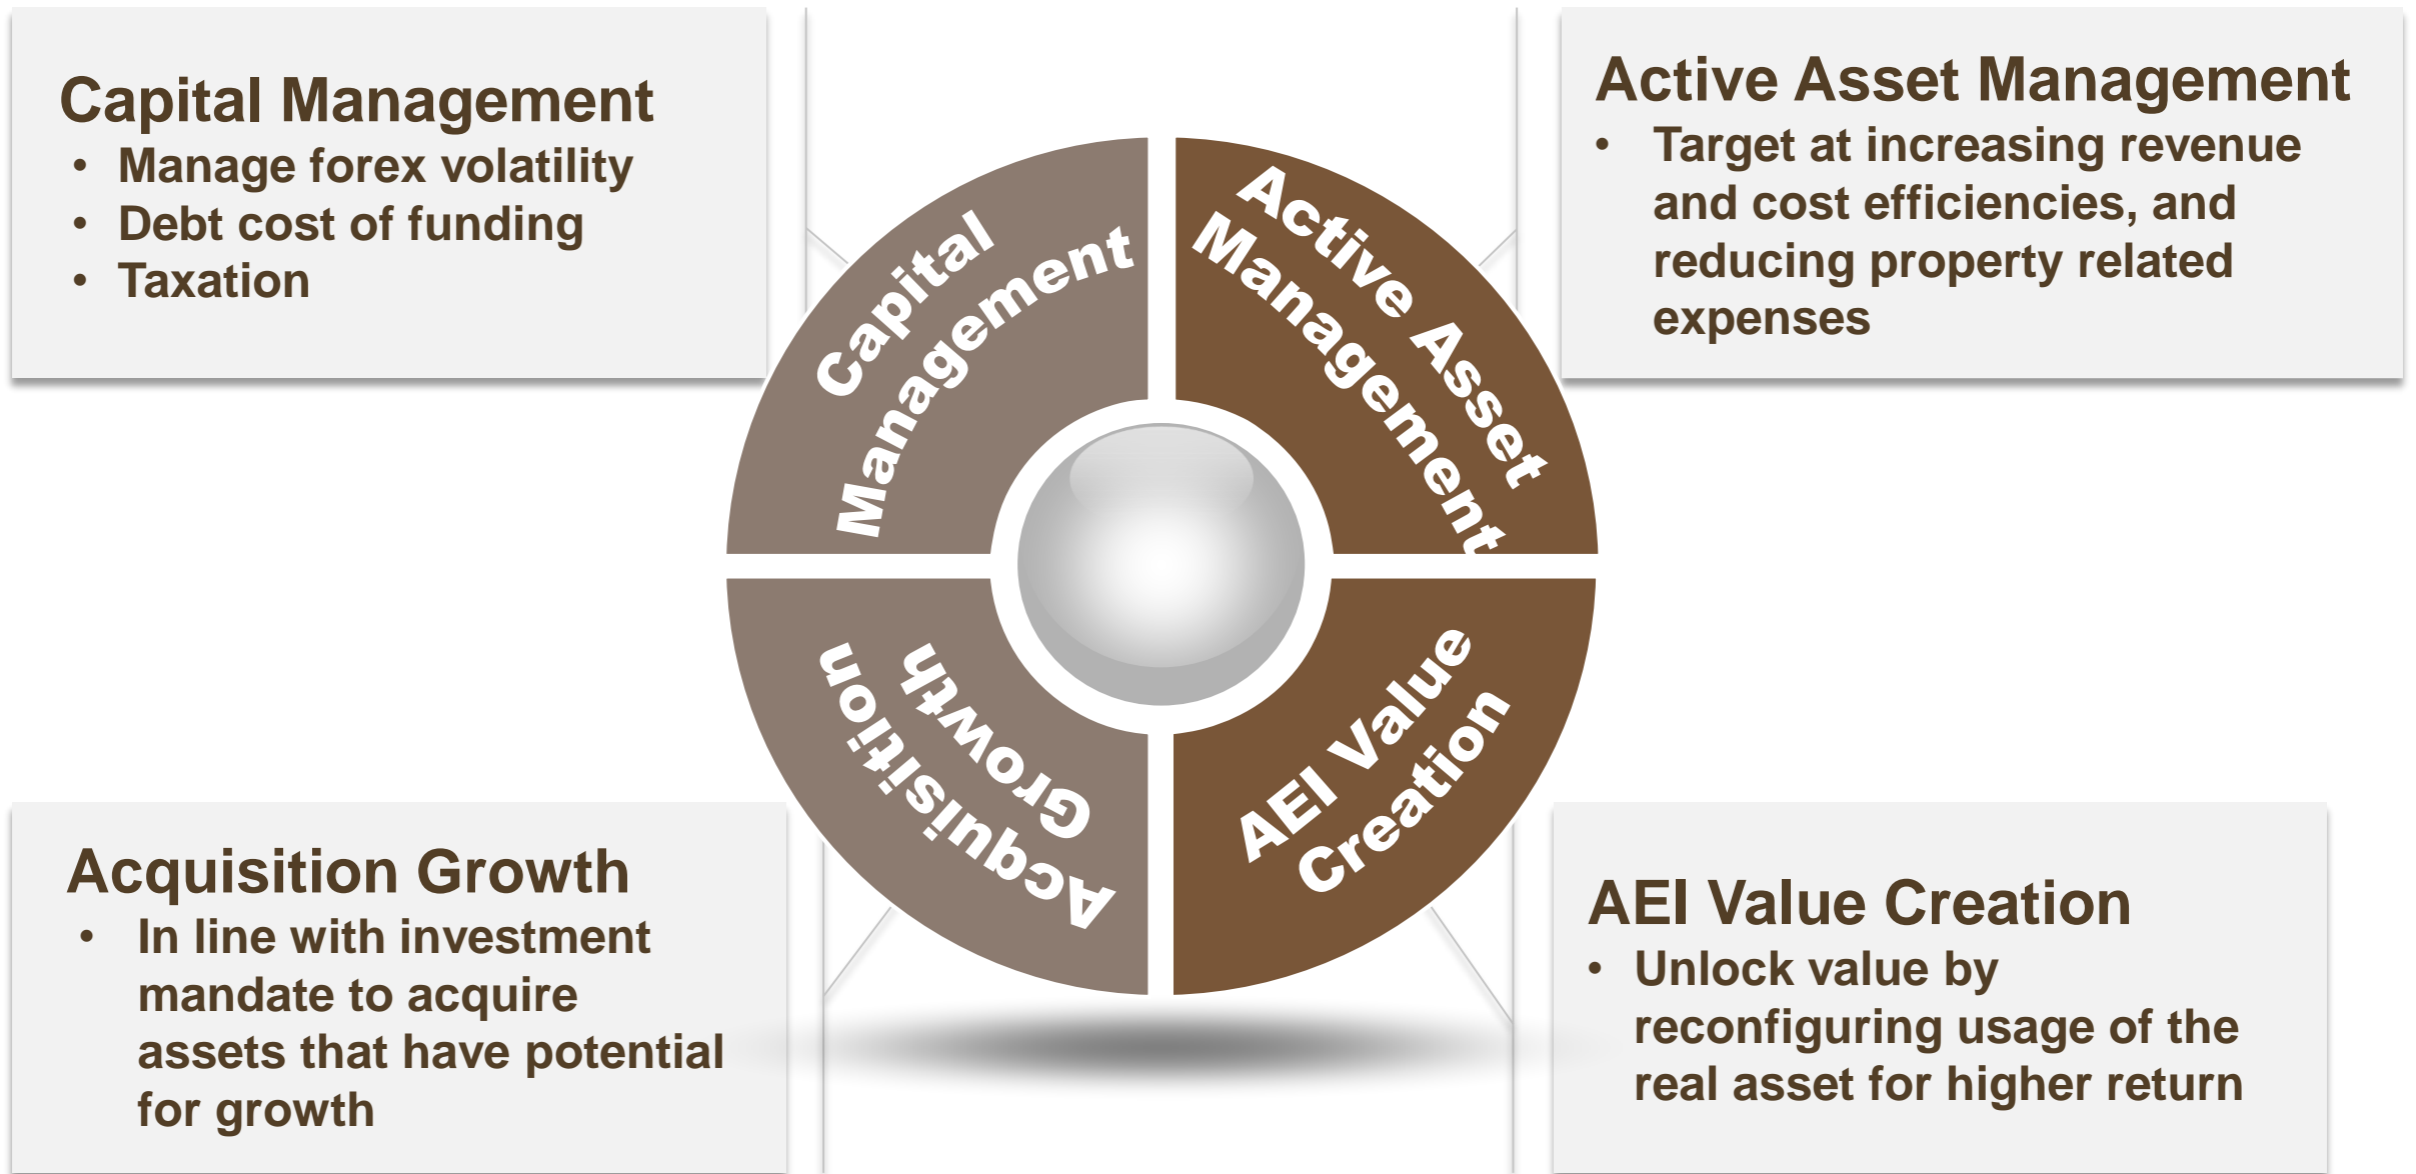 Capital Management
• Manage forex volatility
• Debt cost of funding
• Taxation
Active Asset Management
• Target at increasing revenue
and cost efficiencies, and
reducing property related
expenses
Capital
Management
Active Asset
Management
Acquisition
Growth
AEI Value
Creation
Acquisition Growth
• In line with investment
mandate to acquire
assets that have potential
for growth
AEI Value Creation
• Unlock value by
reconfiguring usage of the
real asset for higher return